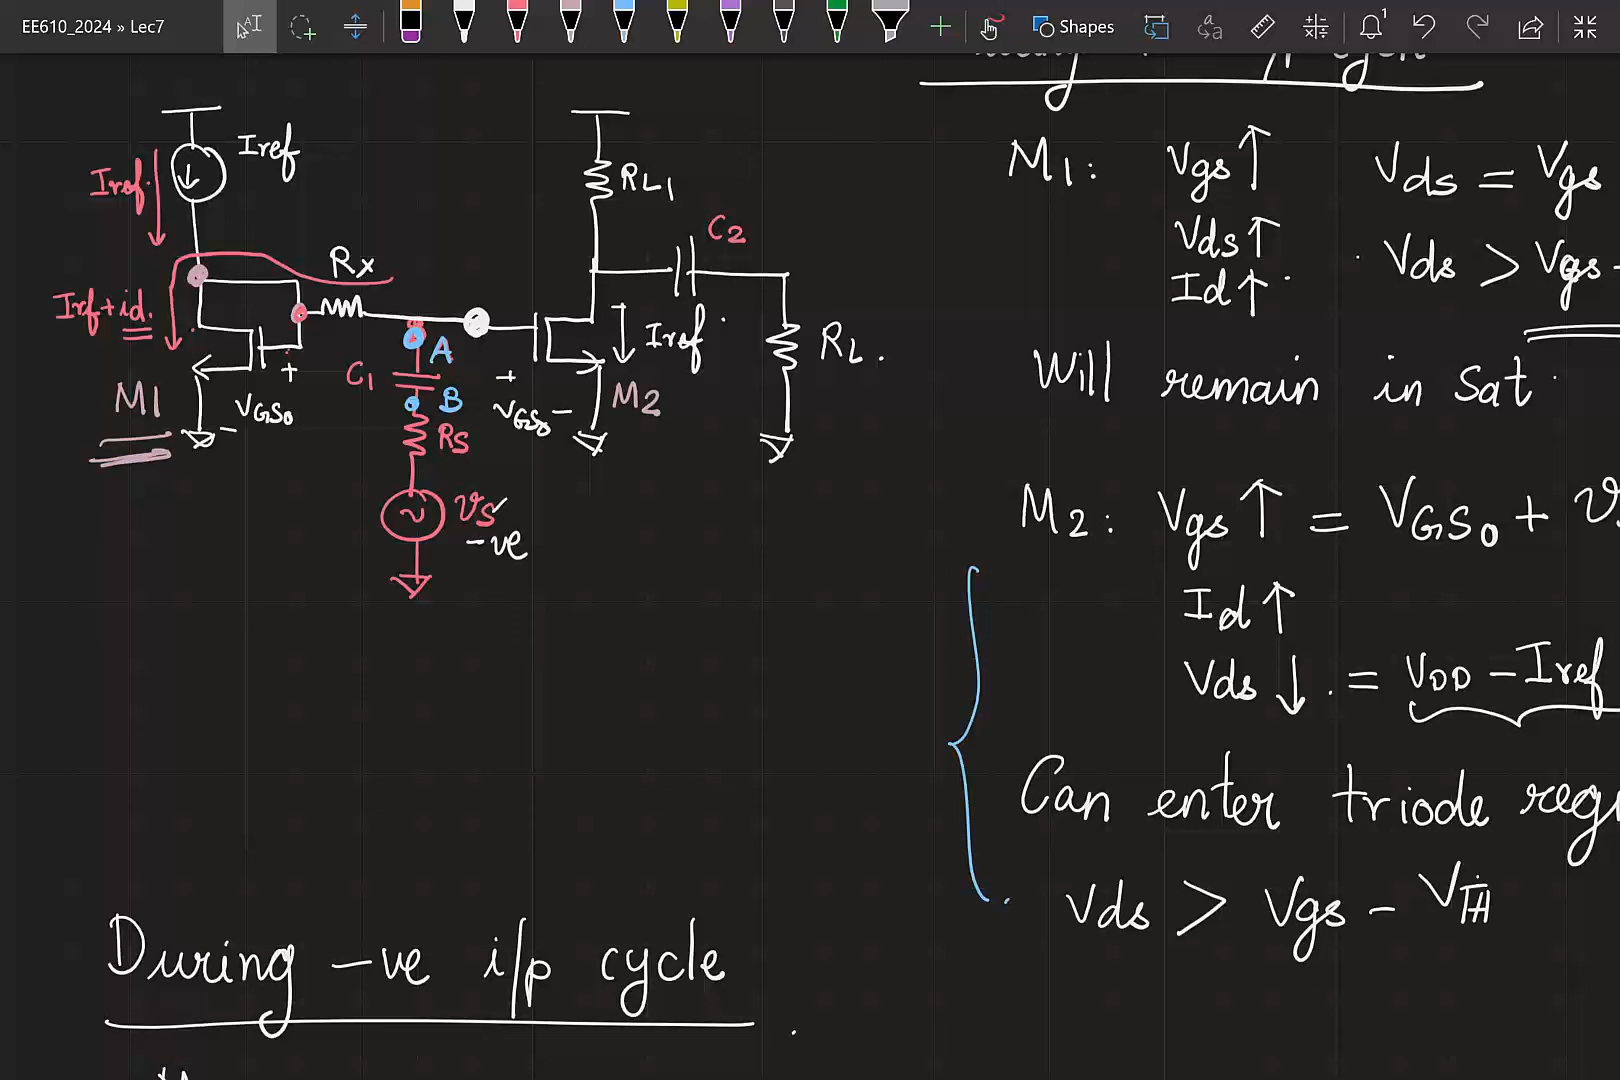 EE610_2024 » Lec7
Shapes
1
Iref
Iref.
Irf+id.
Rx
M1
+
VGS0
-
C1
A
B
RS
vs
-ve
+
VGS0 -
RL1
C2
Iref
M2
RL.
M1: Vgs↑ Vds = Vgs
Vds↑ Vds > Vgs -
Id↑
Will remain in Sat
M2: Vgs↑ = VGS0 +
Id↑
Vds↓ . = VDD - Iref
Can enter triode
Vds > Vgs - VTH
During -ve i/p cycle